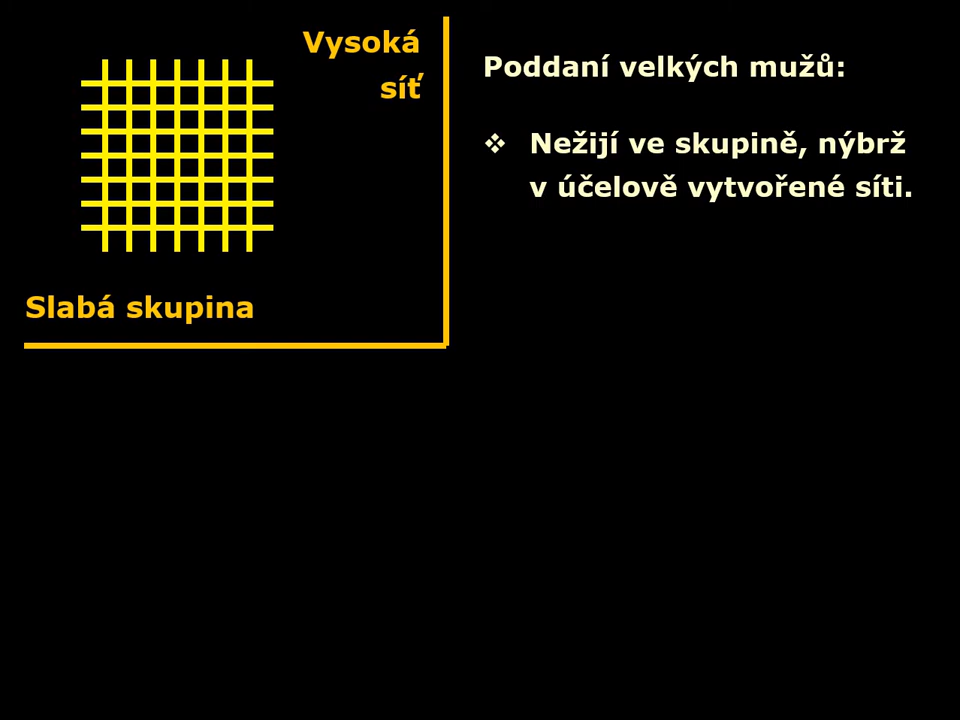 Vysoká
síť
Slabá skupina
Poddaní velkých mužů:
Nežijí ve skupině, nýbrž
v účelově vytvořené síti.